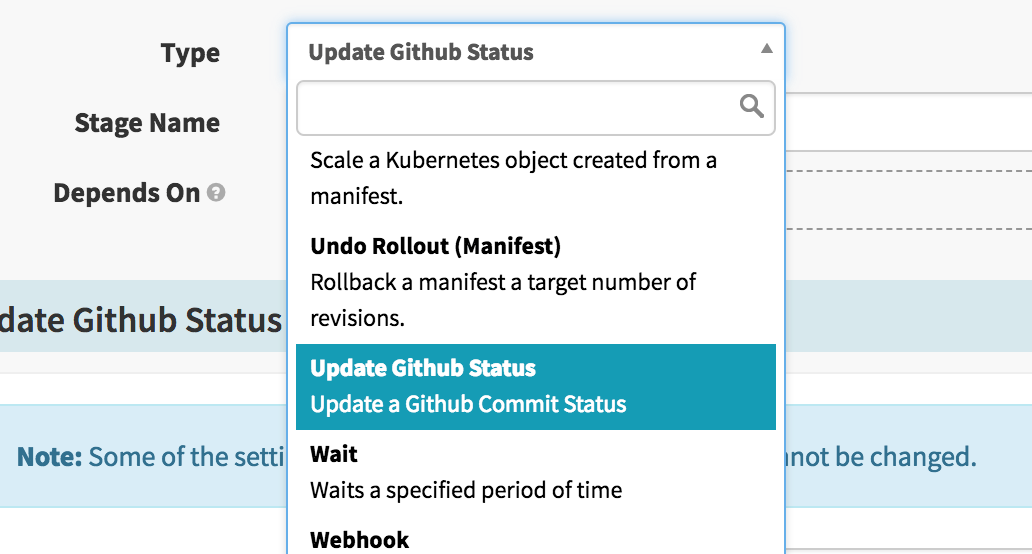 Type
Update Github Status
Stage Name
Depends On ?
Scale a Kubernetes object created from a
manifest.
Undo Rollout (Manifest)
Rollback a manifest a target number of
revisions.
date Github Status
Update Github Status
Update a Github Commit Status
Note: Some of the setti
nnot be changed.
Wait
Waits a specified period of time
Webhook